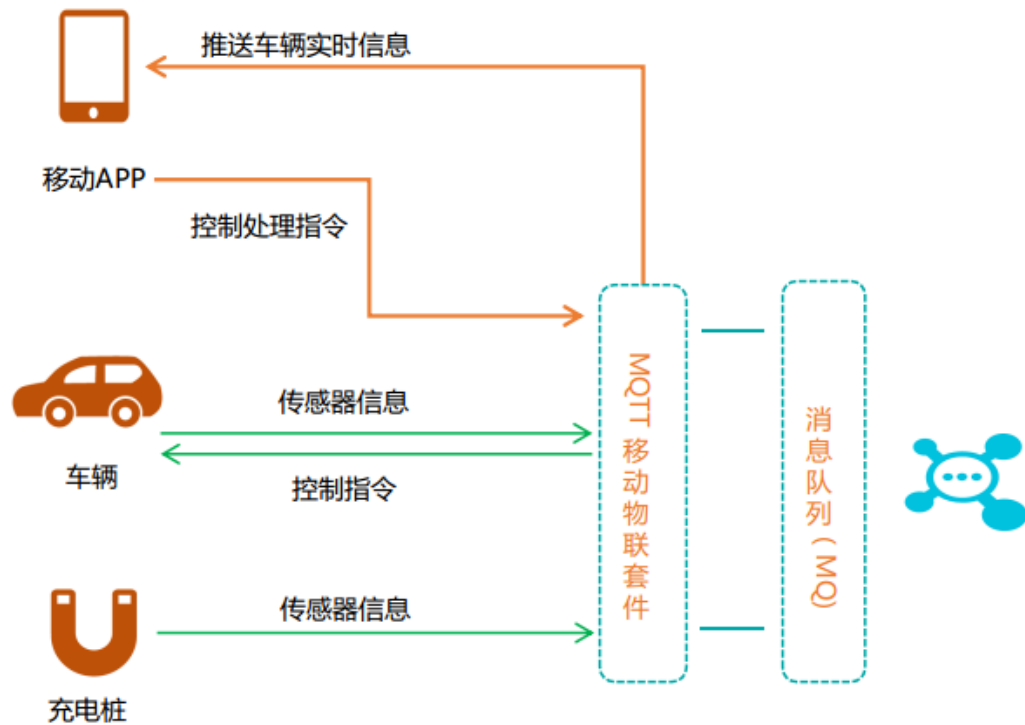 推送车辆实时信息
移动APP
控制处理指令
传感器信息
控制指令
车辆
传感器信息
充电桩
MQTT 移动物联套件
消息队列（MQ）